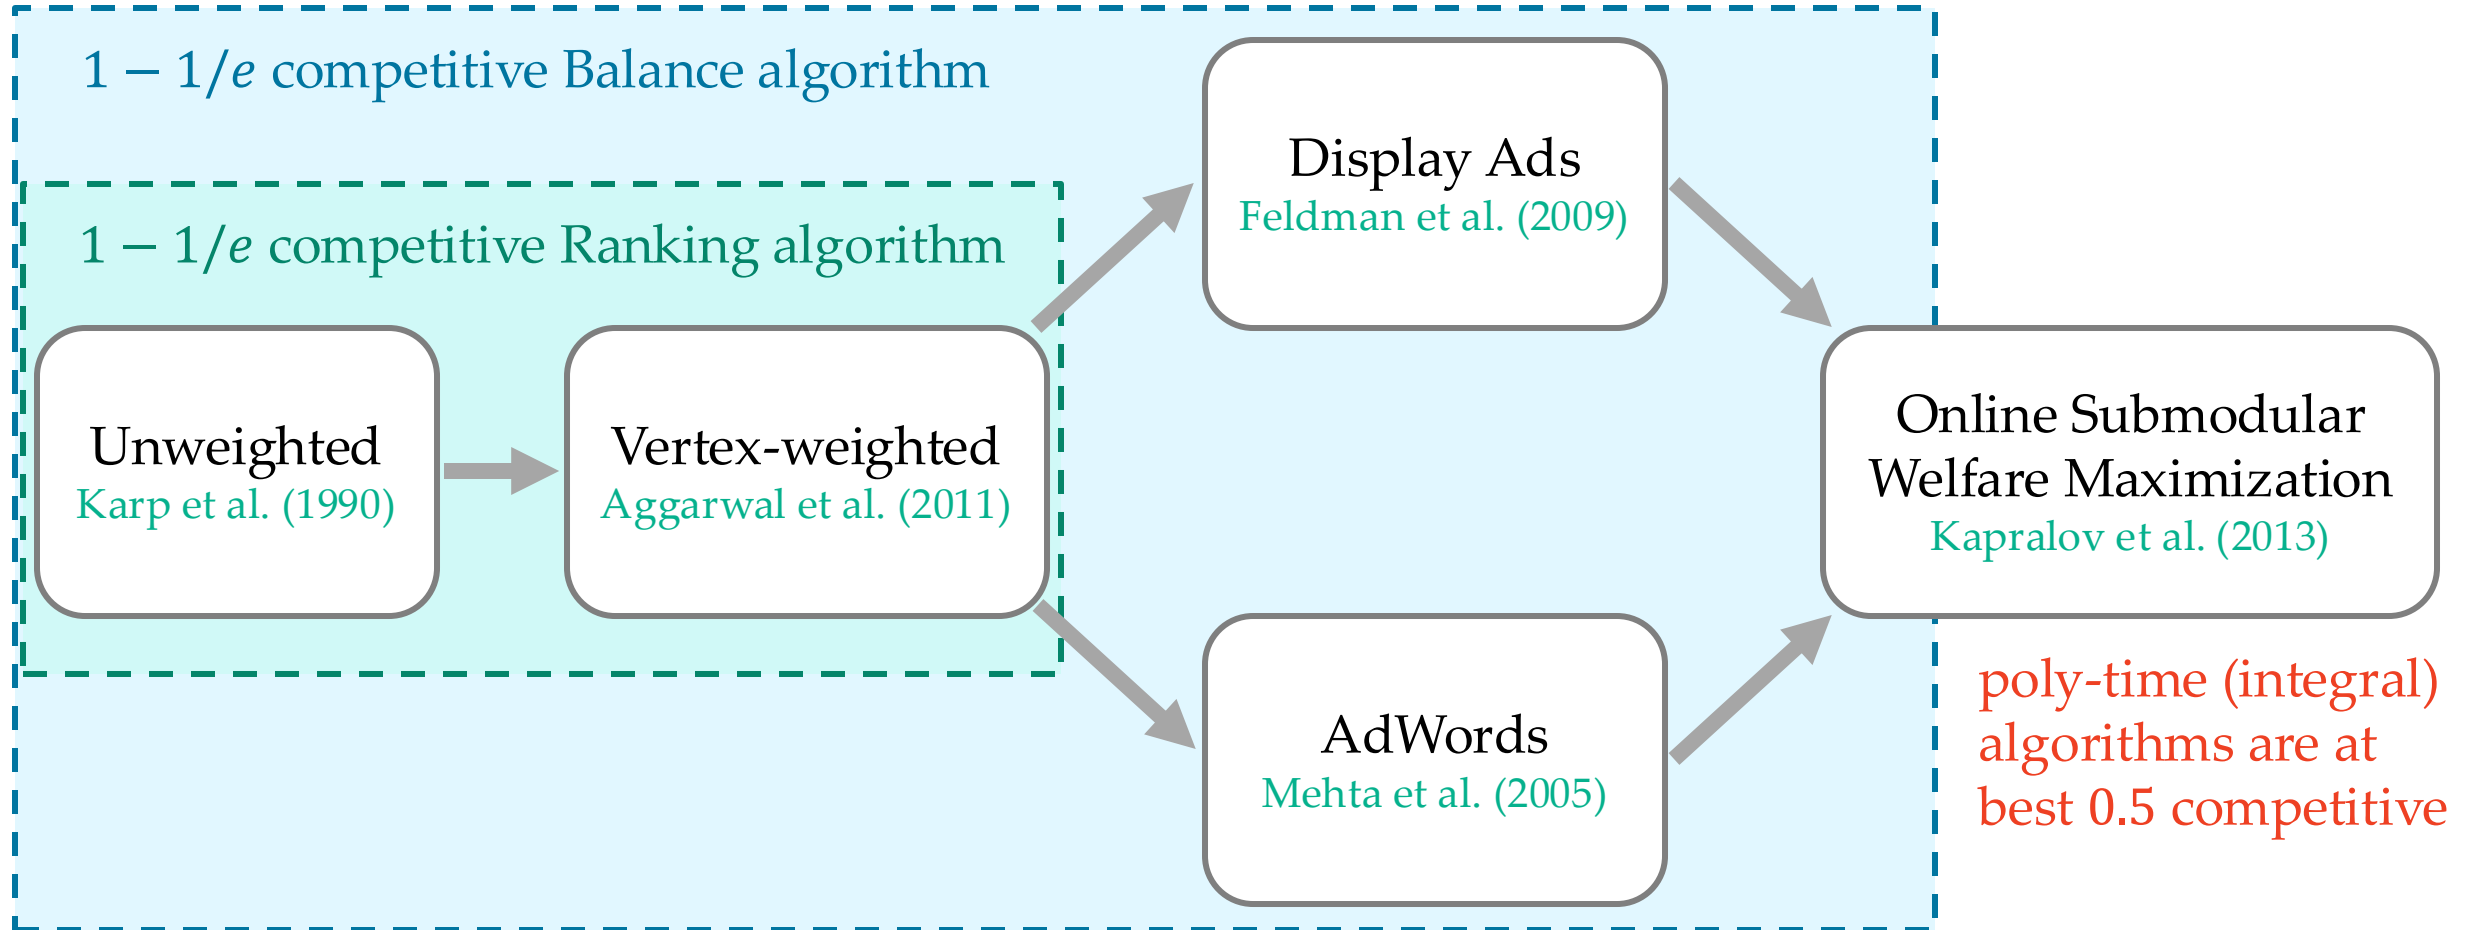 1 − 1/e competitive Balance algorithm
1 − 1/e competitive Ranking algorithm
Unweighted
Karp et al. (1990)
Vertex-weighted
Aggarwal et al. (2011)
Display Ads
Feldman et al. (2009)
AdWords
Mehta et al. (2005)
Online Submodular
Welfare Maximization
Kapralov et al. (2013)
poly-time (integral)
algorithms are at
best 0.5 competitive